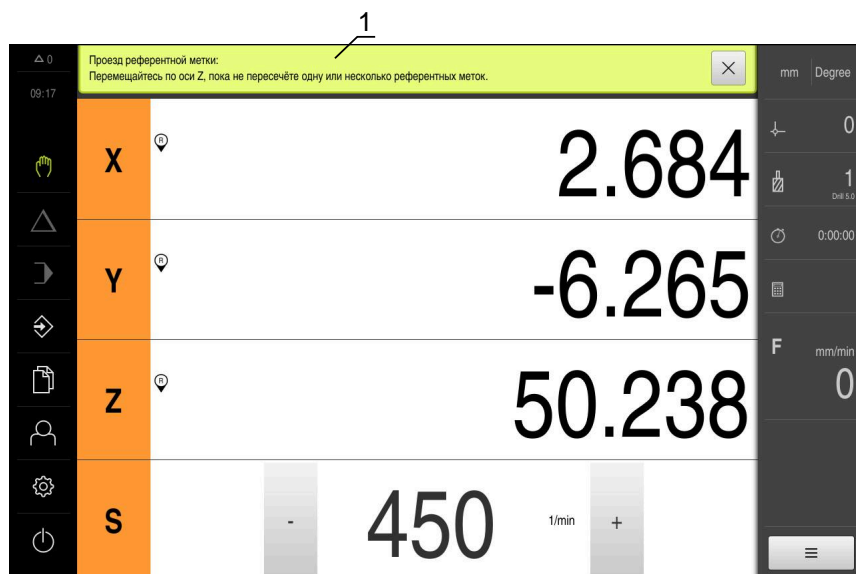 1
0
Проезд референтной метки:
Перемещайтесь по оси Z, пока не пересечёте одну или несколько референтных меток.
mm Degree
09:17
X R 2.684
0
1
Drill 5.0
Y R -6.265
0:00:00
F mm/min
0
Z R 50.238
S - 450 1/min +